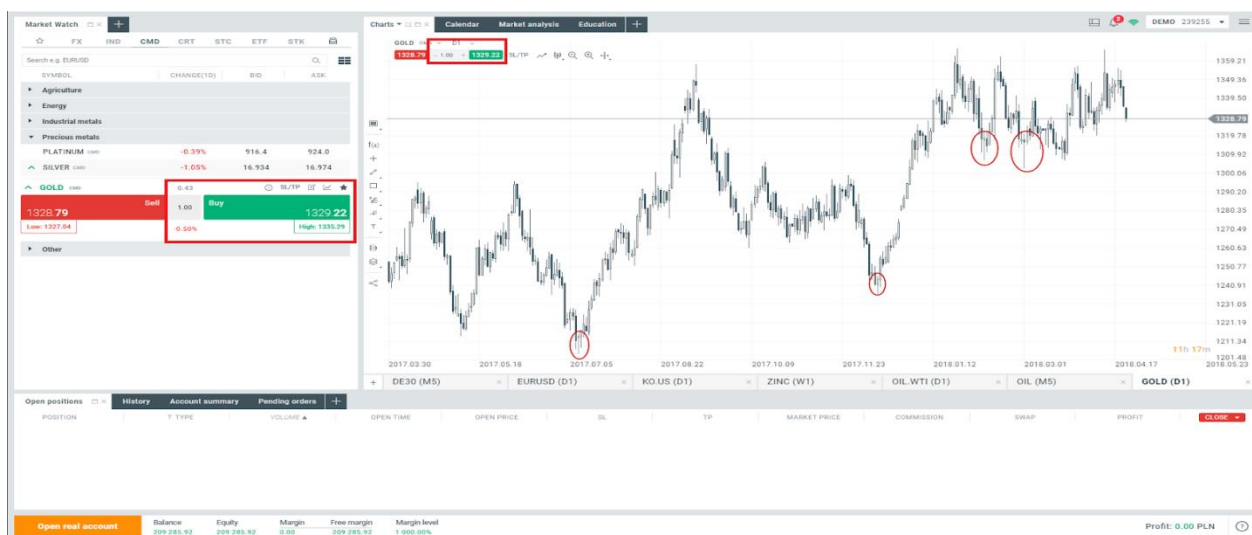 Market Watch
Charts Calendar Market analysis Education
DEMO 239255
FX IND CMD CRT STC ETF STK
Search e.g. EURUSD
SYMBOL CHANGE(1D) BID ASK
Agriculture
Energy
Industrial metals
Precious metals
PLATINUM CMD -0.39% 916.4 924.0
SILVER CMD -1.05% 16.934 16.974
GOLD CMD 0.43 SL/TP
Sell 1.00 Buy
1328.79 1329.22
Low: 1327.04 -0.50% High: 1335.29
Other
GOLD CMD D1
1328.79 - 1.00 + 1329.22 SL/TP
f(x)
T
1359.21
1349.36
1339.50
1328.79
1319.78
1309.92
1300.06
1290.20
1280.35
1270.49
1260.63
1250.77
1240.91
1231.05
1221.19
1211.34
1201.48
11h 17m
2017.03.30 2017.05.18 2017.07.05 2017.08.22 2017.10.09 2017.11.23 2018.01.12 2018.03.01 2018.04.17 2018.05.23
+ DE30 (M5) × EURUSD (D1) × KO.US (D1) × ZINC (W1) × OIL.WTI (D1) × OIL (M5) × GOLD (D1) ×
Open positions History Account summary Pending orders
POSITION TYPE VOLUME OPEN TIME OPEN PRICE SL TP MARKET PRICE COMMISSION SWAP PROFIT CLOSE
Open real account
Balance Equity Margin Free margin Margin level
209 285.92 209 285.92 0.00 209 285.92 1 000.00%
Profit: 0.00 PLN